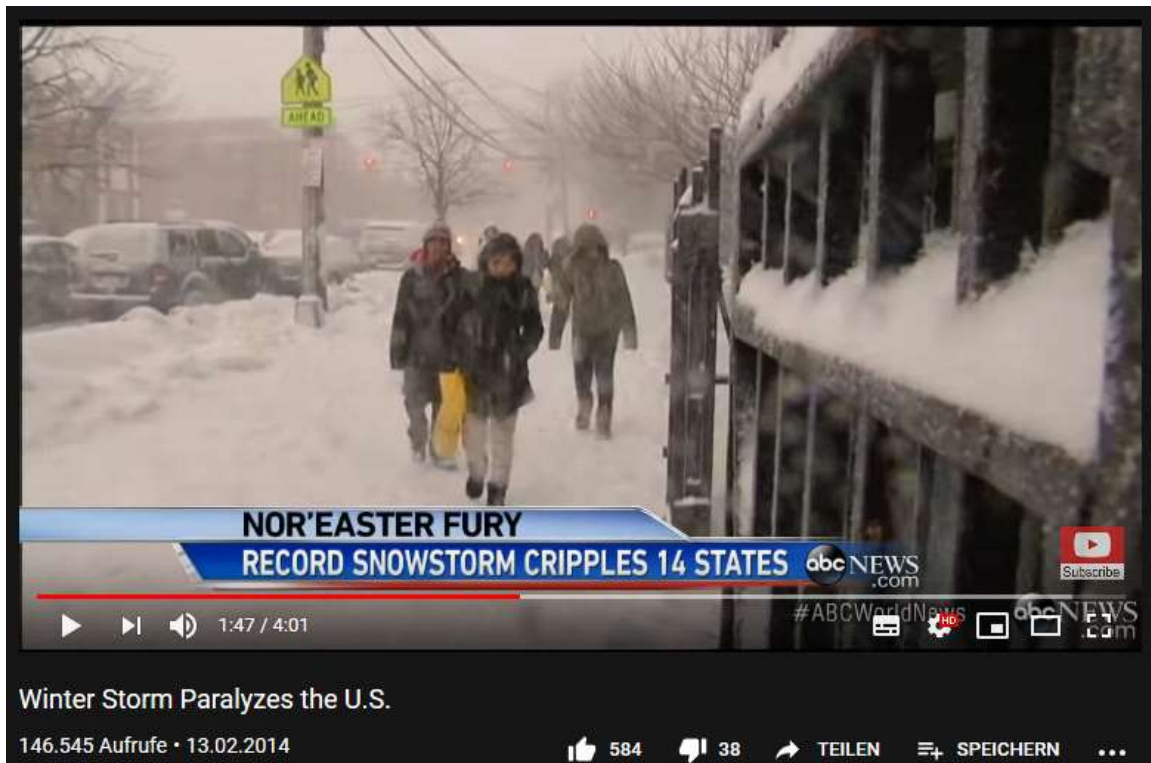 AHEAD
NOR'EASTER FURY
RECORD SNOWSTORM CRIPPLES 14 STATES abc NEWS
.com
Subscribe
#ABCWorldNews abc NEWS
.com
HD
1:47 / 4:01
Winter Storm Paralyzes the U.S.
146.545 Aufrufe • 13.02.2014 584 38 TEILEN SPEICHERN